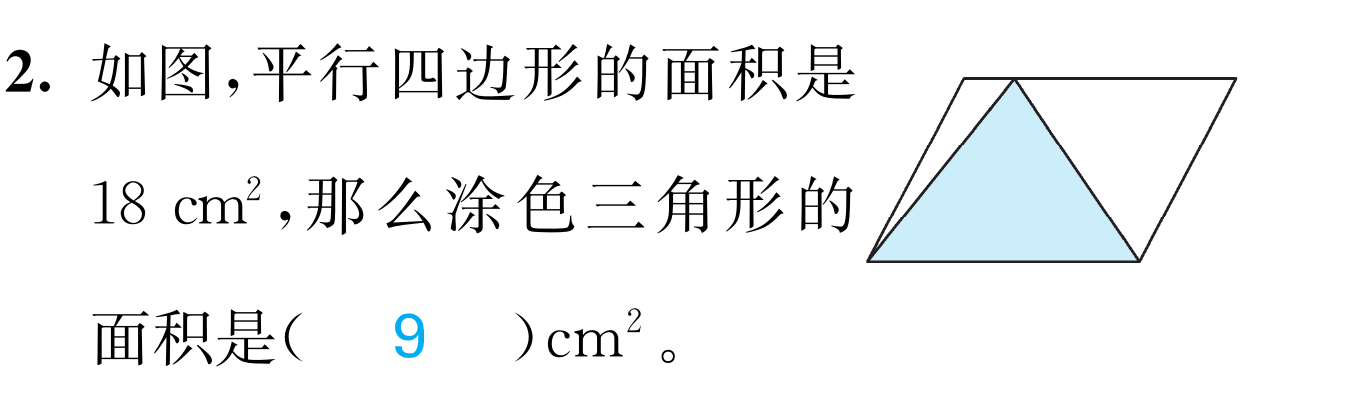 2. 如图,平行四边形的面积是
18 cm²,那么涂色三角形的
面积是( 9 )cm²。